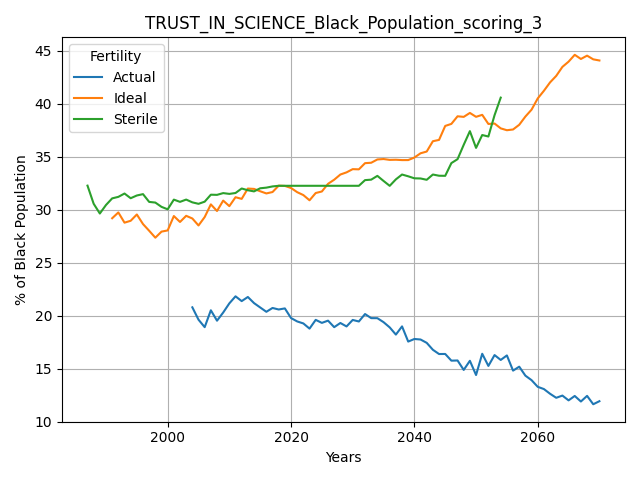 TRUST_IN_SCIENCE_Black_Population_scoring_3
Fertility
Actual
Ideal
Sterile
45
40
35
30
25
20
15
10
% of Black Population
2000
2020
2040
2060
Years